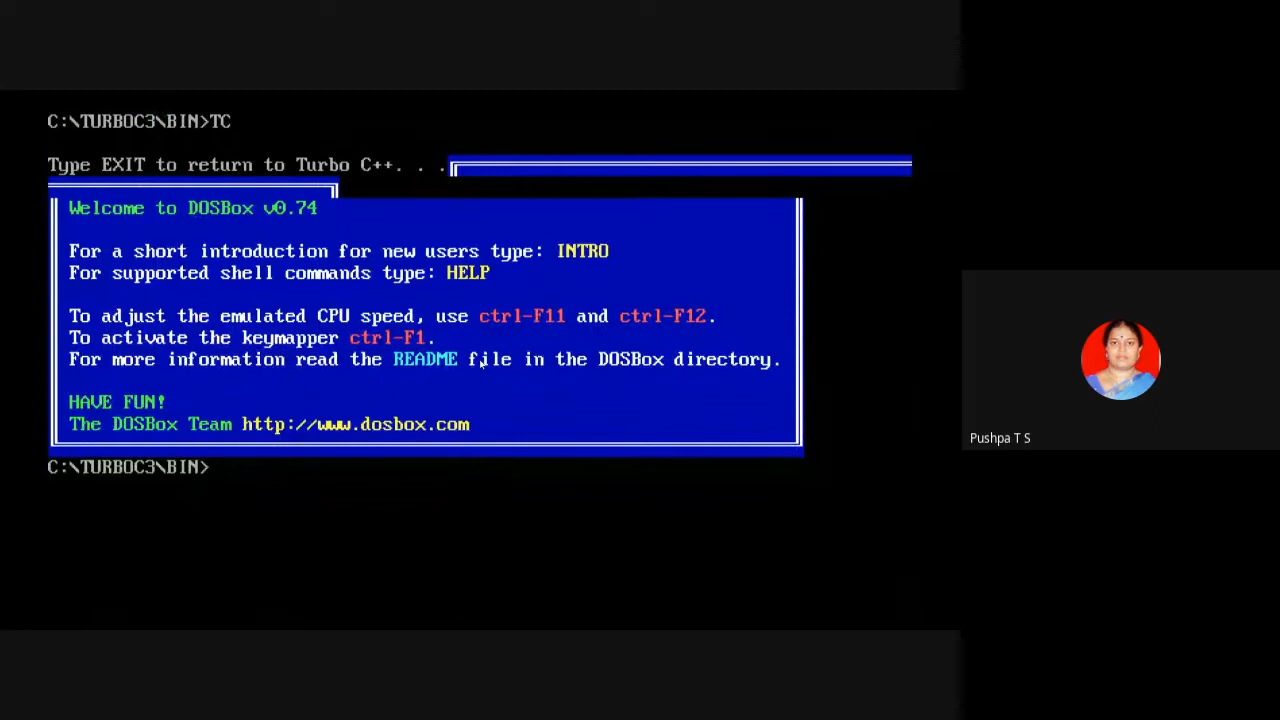 C:\TURBOC3\BIN>TC
Type EXIT to return to Turbo C++. . .
Welcome to DOSBox v0.74
For a short introduction for new users type: INTRO
For supported shell commands type: HELP
To adjust the emulated CPU speed, use ctrl-F11 and ctrl-F12.
To activate the keymapper ctrl-F1.
For more information read the README file in the DOSBox directory.
HAVE FUN!
The DOSBox Team http://www.dosbox.com
C:\TURBOC3\BIN>
Pushpa T S